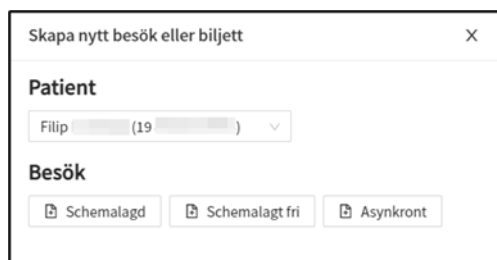 Skapa nytt besök eller biljett
Patient
Filip (19 )
Besök
Schemalagd Schemalagt fri Asynkront